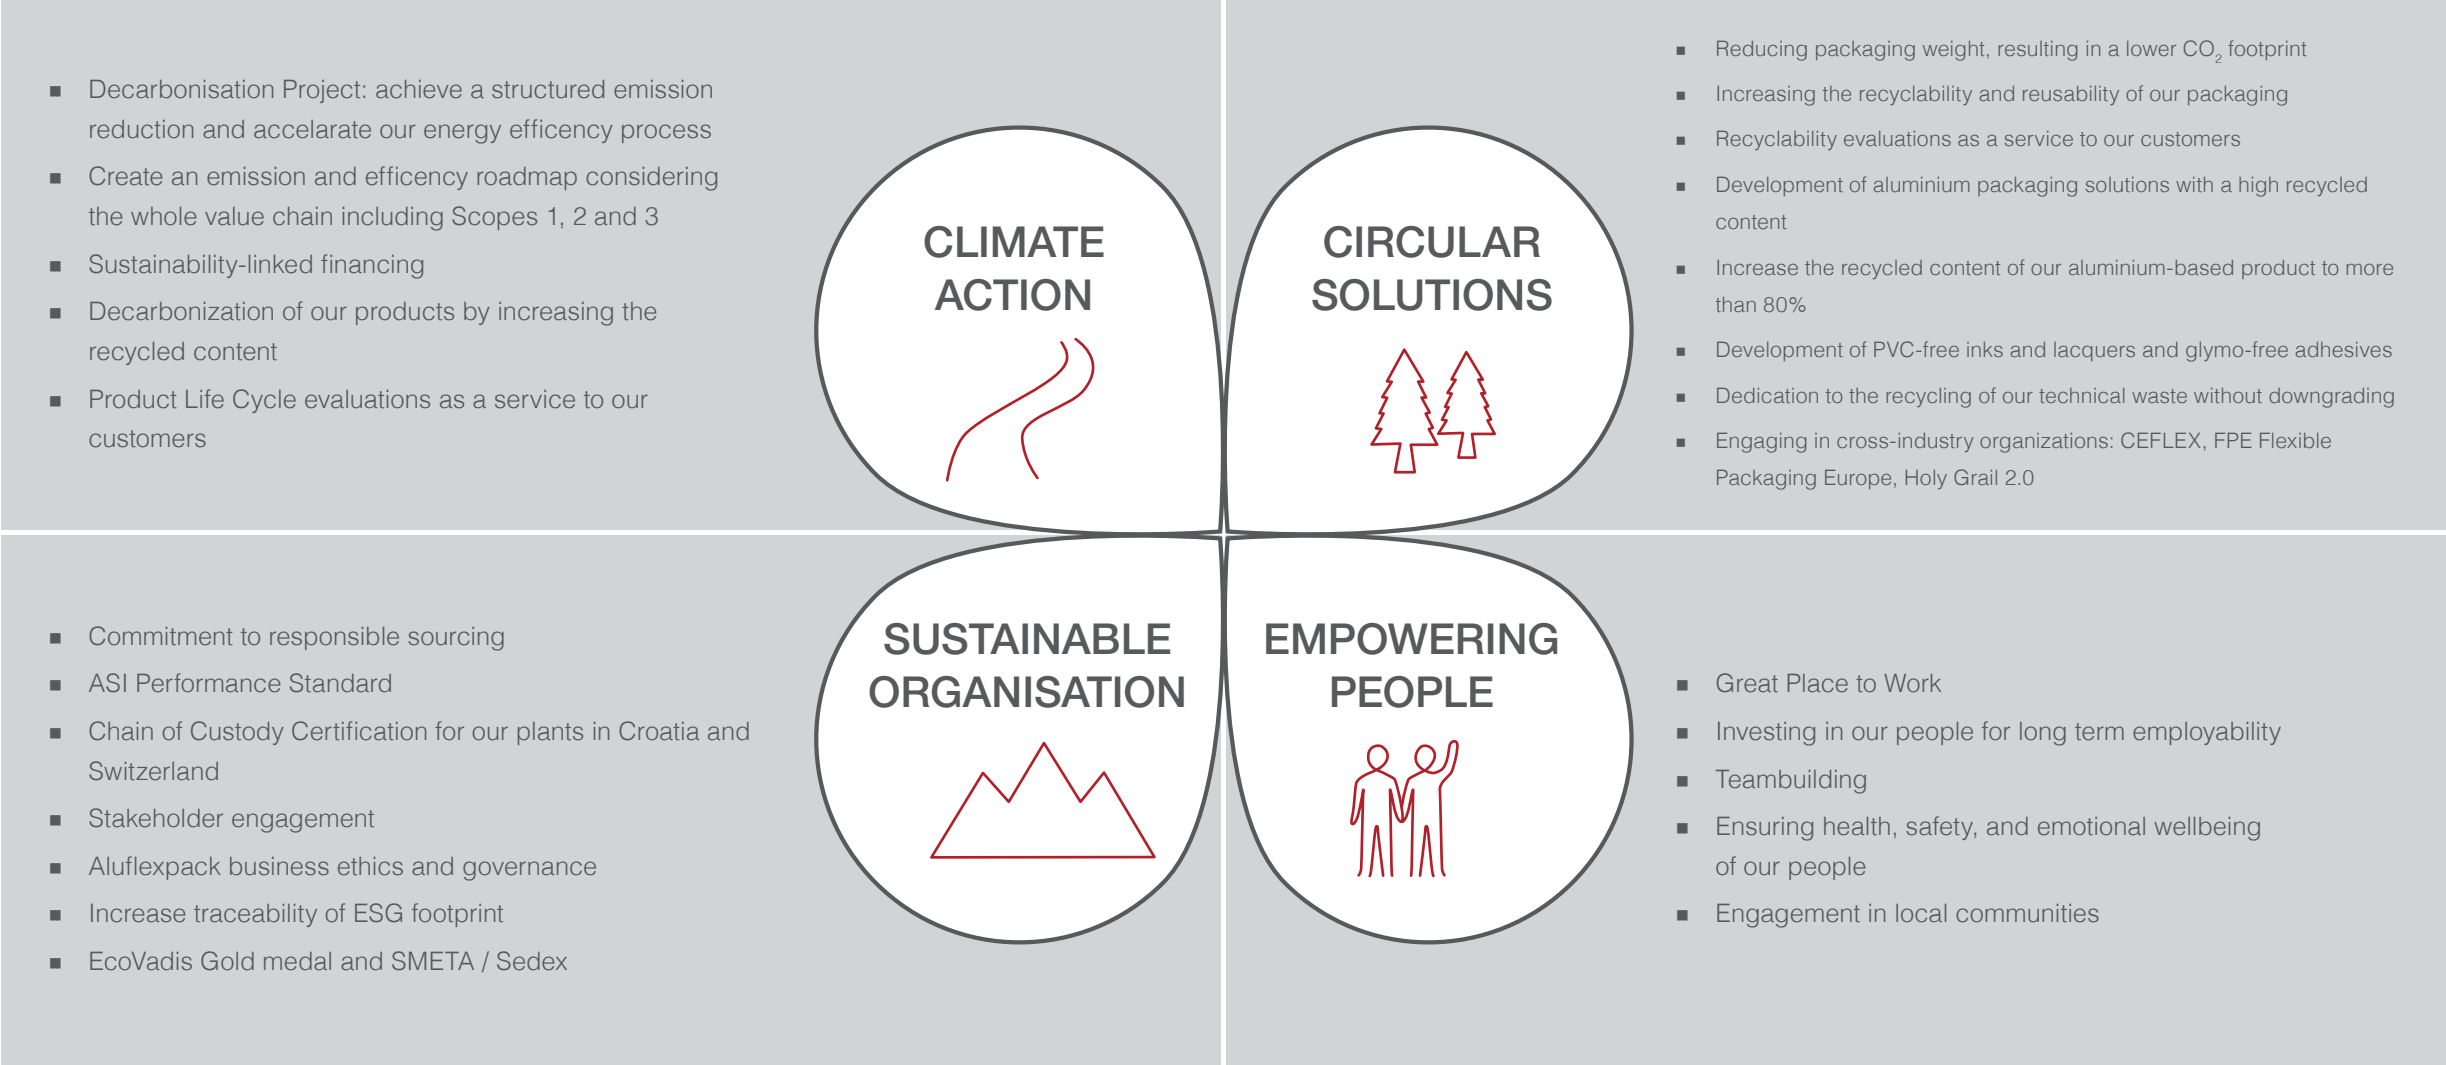 ■ Decarbonisation Project: achieve a structured emission
reduction and accelarate our energy efficency process
■ Create an emission and efficency roadmap considering
the whole value chain including Scopes 1, 2 and 3
■ Sustainability-linked financing
■ Decarbonization of our products by increasing the
recycled content
■ Product Life Cycle evaluations as a service to our
customers
CLIMATE
ACTION
CIRCULAR
SOLUTIONS
■ Reducing packaging weight, resulting in a lower CO₂ footprint
■ Increasing the recyclability and reusability of our packaging
■ Recyclability evaluations as a service to our customers
■ Development of aluminium packaging solutions with a high recycled
content
■ Increase the recycled content of our aluminium-based product to more
than 80%
■ Development of PVC-free inks and lacquers and glymo-free adhesives
■ Dedication to the recycling of our technical waste without downgrading
■ Engaging in cross-industry organizations: CEFLEX, FPE Flexible
Packaging Europe, Holy Grail 2.0
■ Commitment to responsible sourcing
■ ASI Performance Standard
■ Chain of Custody Certification for our plants in Croatia and
Switzerland
■ Stakeholder engagement
■ Aluflexpack business ethics and governance
■ Increase traceability of ESG footprint
■ EcoVadis Gold medal and SMETA / Sedex
SUSTAINABLE
ORGANISATION
EMPOWERING
PEOPLE
■ Great Place to Work
■ Investing in our people for long term employability
■ Teambuilding
■ Ensuring health, safety, and emotional wellbeing
of our people
■ Engagement in local communities